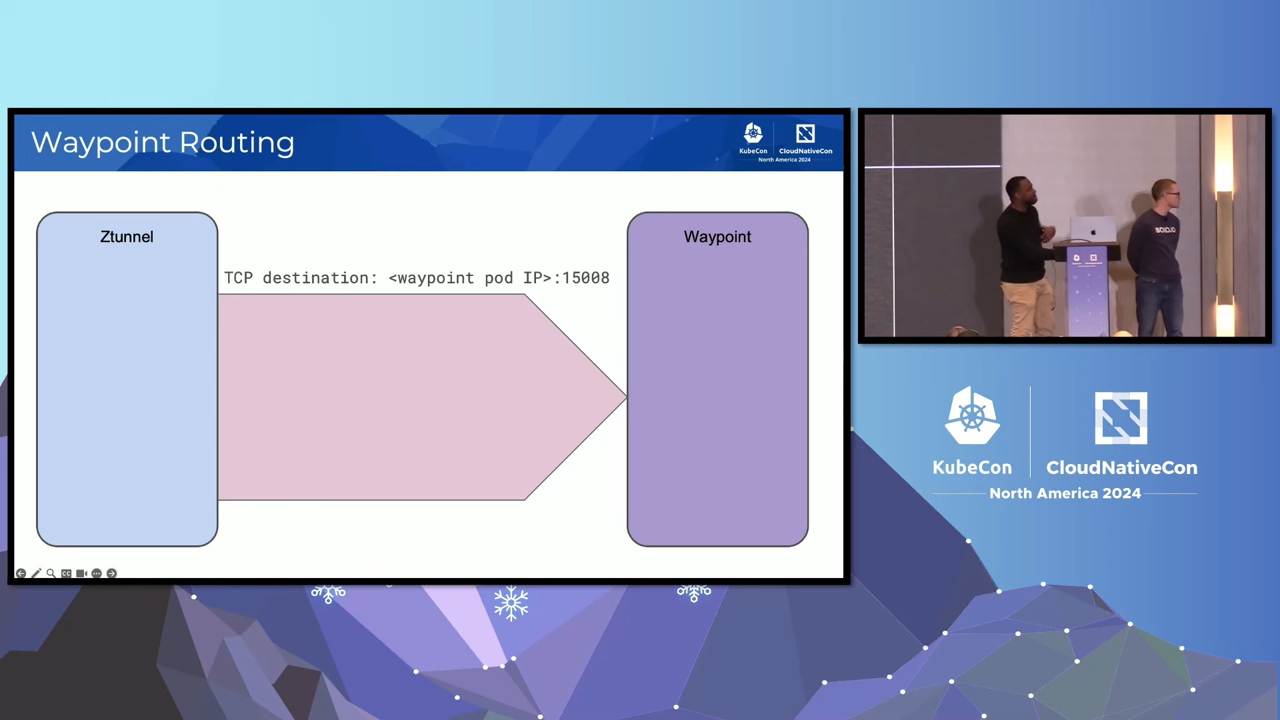 Waypoint Routing
KubeCon
CloudNativeCon
North America 2024
Ztunnel
Waypoint
TCP destination: <waypoint pod IP>:15008
KubeCon
CloudNativeCon
North America 2024